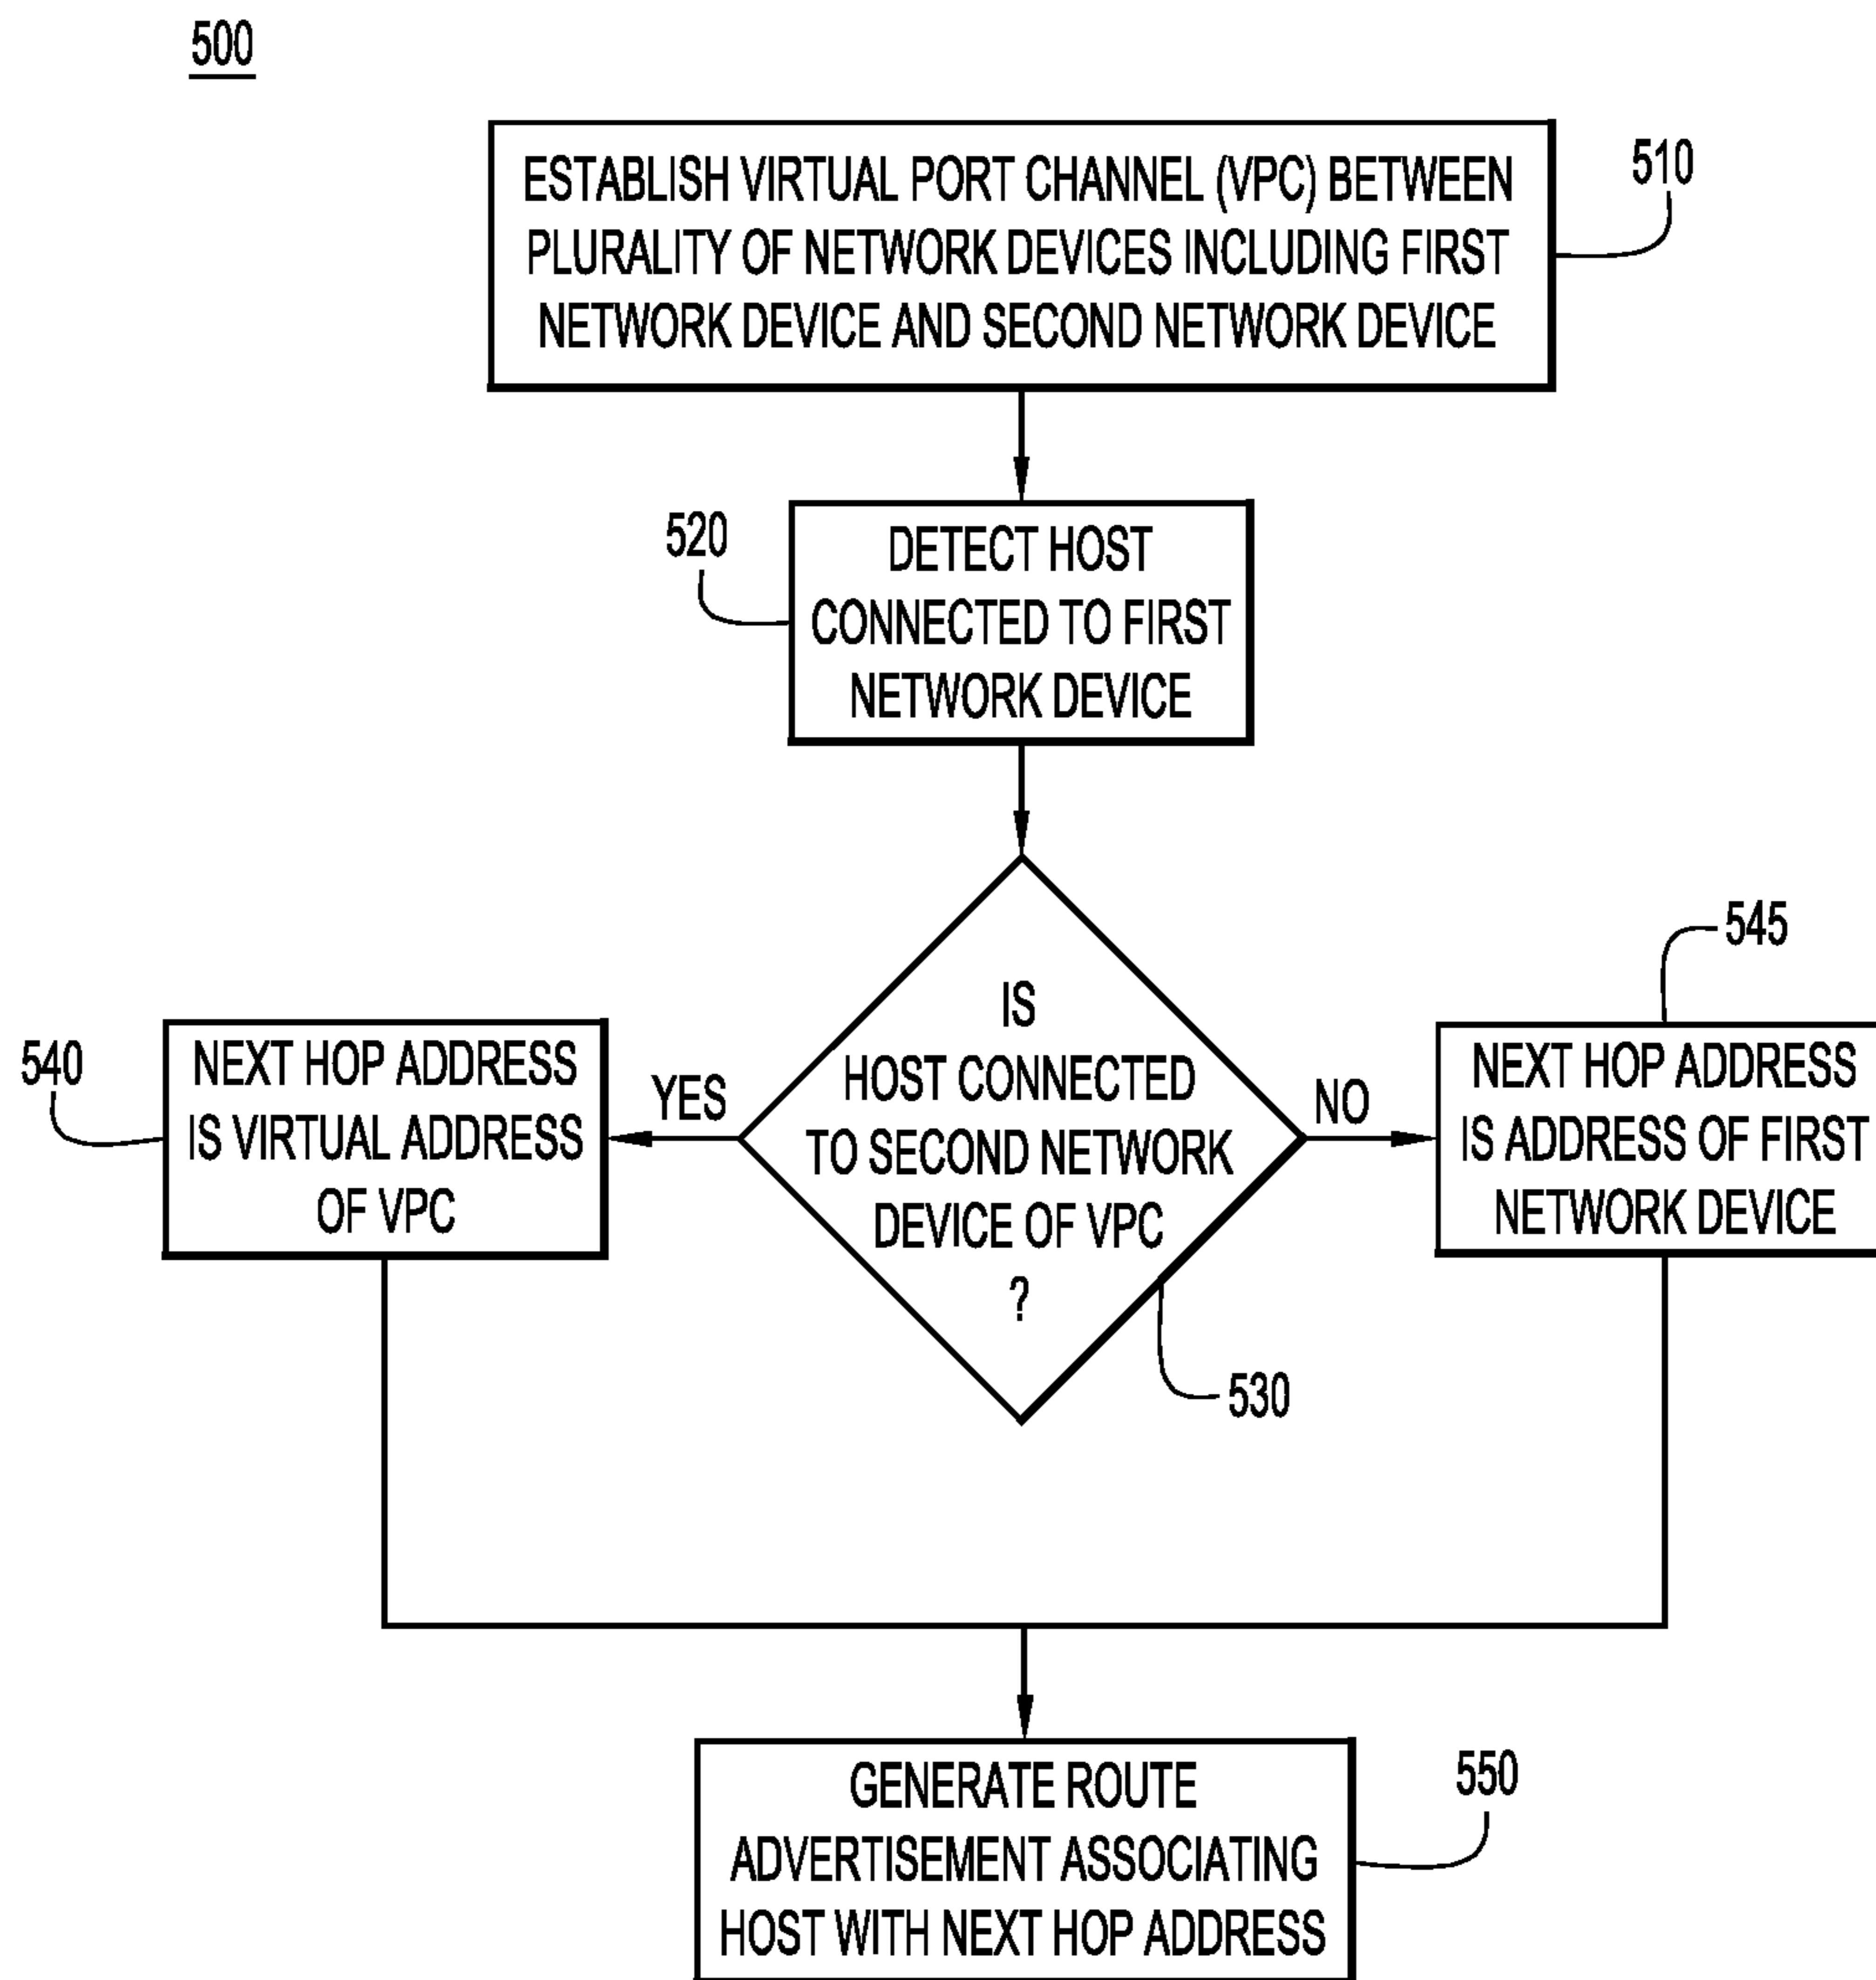 500
ESTABLISH VIRTUAL PORT CHANNEL (VPC) BETWEEN
PLURALITY OF NETWORK DEVICES INCLUDING FIRST
NETWORK DEVICE AND SECOND NETWORK DEVICE
510
520
DETECT HOST
CONNECTED TO FIRST
NETWORK DEVICE
IS
HOST CONNECTED
TO SECOND NETWORK
DEVICE OF VPC
?
530
YES
540
NEXT HOP ADDRESS
IS VIRTUAL ADDRESS
OF VPC
NO
545
NEXT HOP ADDRESS
IS ADDRESS OF FIRST
NETWORK DEVICE
GENERATE ROUTE
ADVERTISEMENT ASSOCIATING
HOST WITH NEXT HOP ADDRESS
550